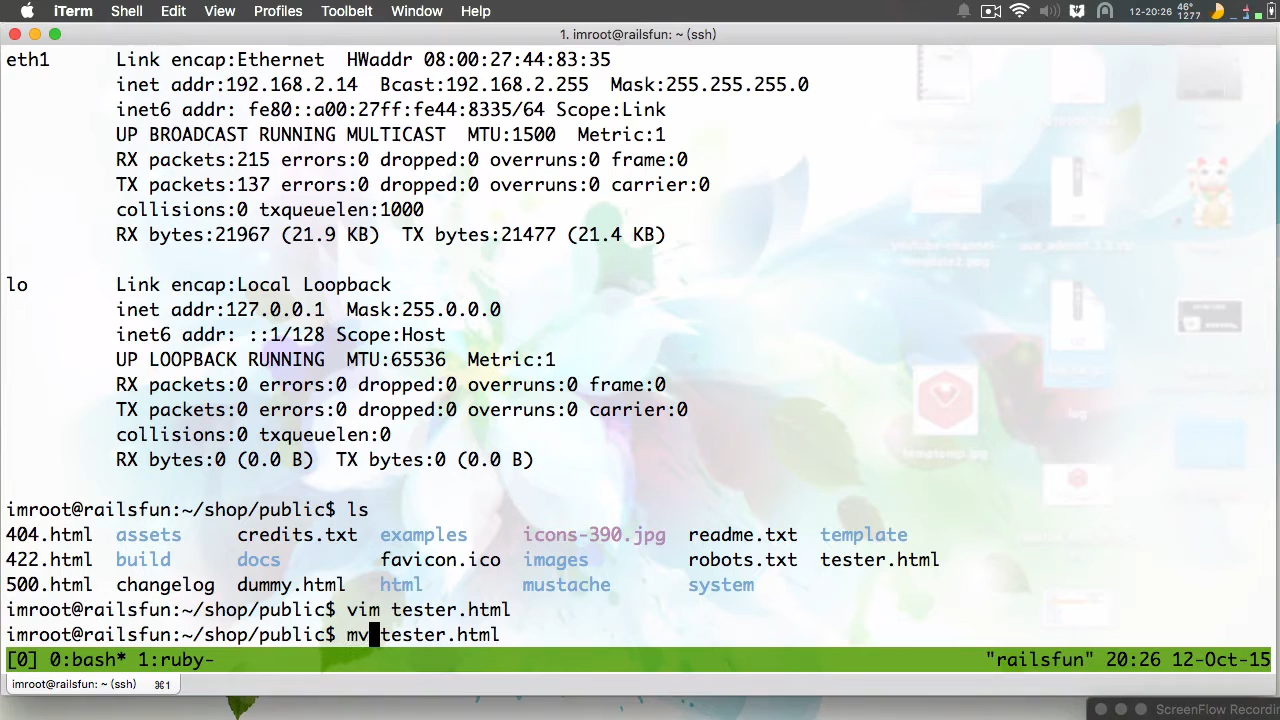 iTerm Shell Edit View Profiles Toolbelt Window Help 12-20:26 46° 1277
1. imroot@railsfun: ~ (ssh)
eth1 Link encap:Ethernet HWaddr 08:00:27:44:83:35
inet addr:192.168.2.14 Bcast:192.168.2.255 Mask:255.255.255.0
inet6 addr: fe80::a00:27ff:fe44:8335/64 Scope:Link
UP BROADCAST RUNNING MULTICAST MTU:1500 Metric:1
RX packets:215 errors:0 dropped:0 overruns:0 frame:0
TX packets:137 errors:0 dropped:0 overruns:0 carrier:0
collisions:0 txqueuelen:1000
RX bytes:21967 (21.9 KB) TX bytes:21477 (21.4 KB)
lo Link encap:Local Loopback
inet addr:127.0.0.1 Mask:255.0.0.0
inet6 addr: ::1/128 Scope:Host
UP LOOPBACK RUNNING MTU:65536 Metric:1
RX packets:0 errors:0 dropped:0 overruns:0 frame:0
TX packets:0 errors:0 dropped:0 overruns:0 carrier:0
collisions:0 txqueuelen:0
RX bytes:0 (0.0 B) TX bytes:0 (0.0 B)
imroot@railsfun:~/shop/public$ ls
404.html assets credits.txt examples icons-390.jpg readme.txt template
422.html build docs favicon.ico images robots.txt tester.html
500.html changelog dummy.html html mustache system
imroot@railsfun:~/shop/public$ vim tester.html
imroot@railsfun:~/shop/public$ mv tester.html
[0] 0:bash* 1:ruby- "railsfun" 20:26 12-Oct-15
imroot@railsfun: ~ (ssh) ⌘1
ScreenFlow